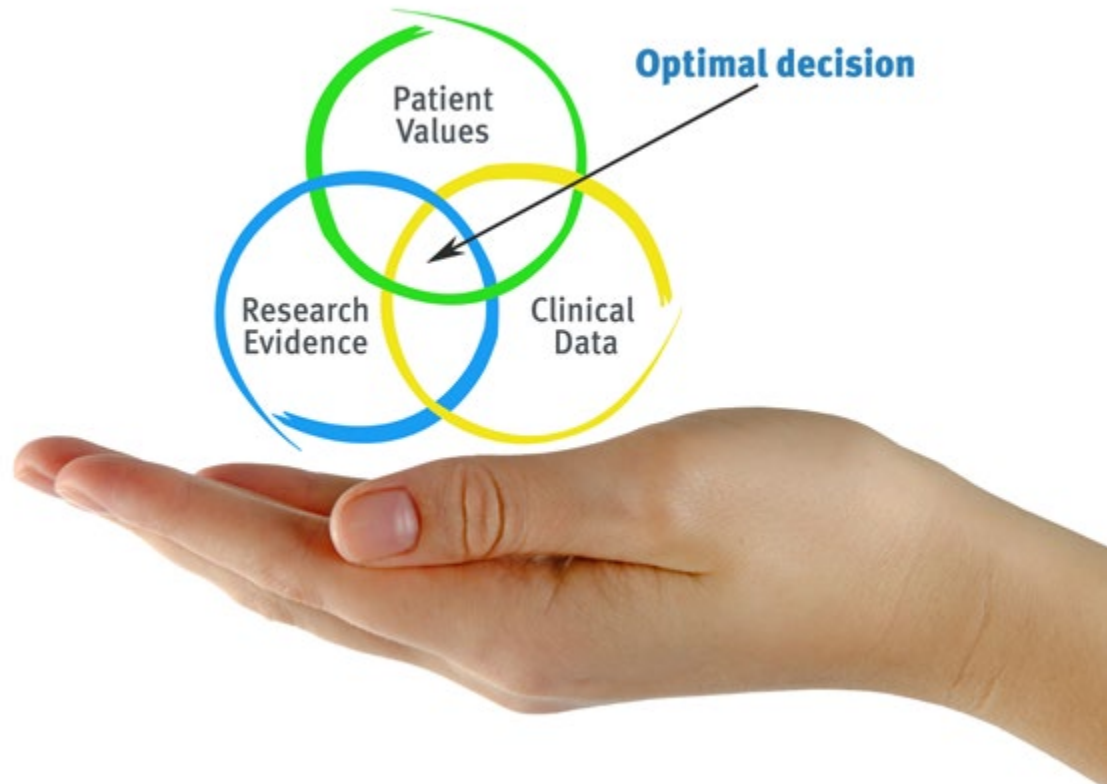 Optimal decision
Patient
Values
Research
Evidence
Clinical
Data